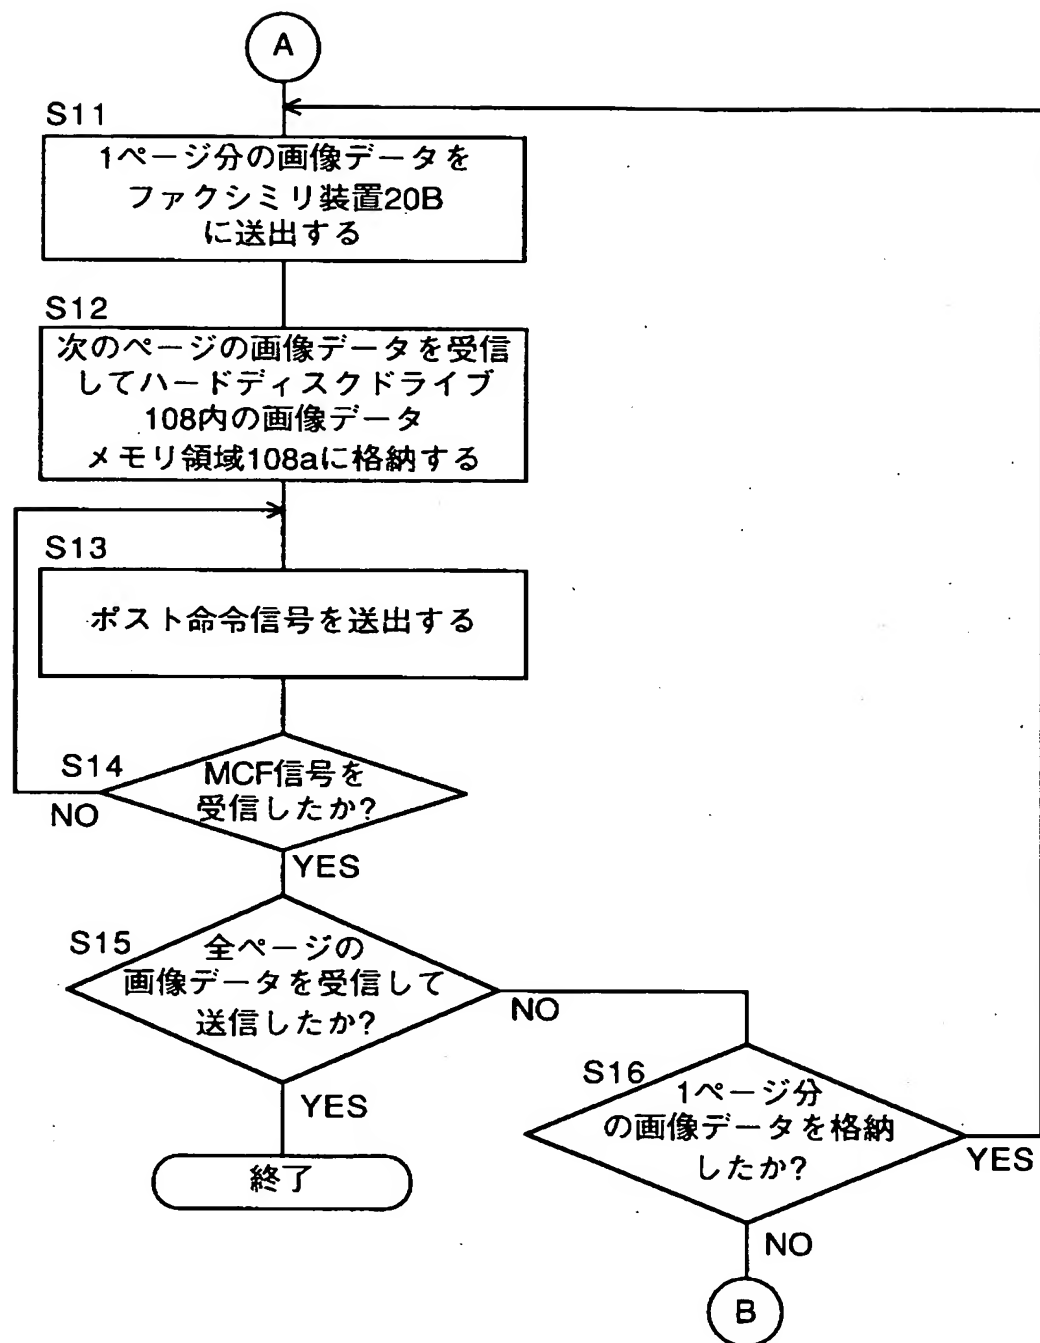 A
S11
1ページ分の画像データを
ファクシミリ装置20B
に送出する
S12
次のページの画像データを受信
してハードディスクドライブ
108内の画像データ
メモリ領域108aに格納する
S13
ポスト命令信号を送出する
S14
MCF信号を
受信したか?
NO
YES
S15
全ページの
画像データを受信して
送信したか?
NO
YES
終了
S16
1ページ分
の画像データを格納
したか?
YES
NO
B